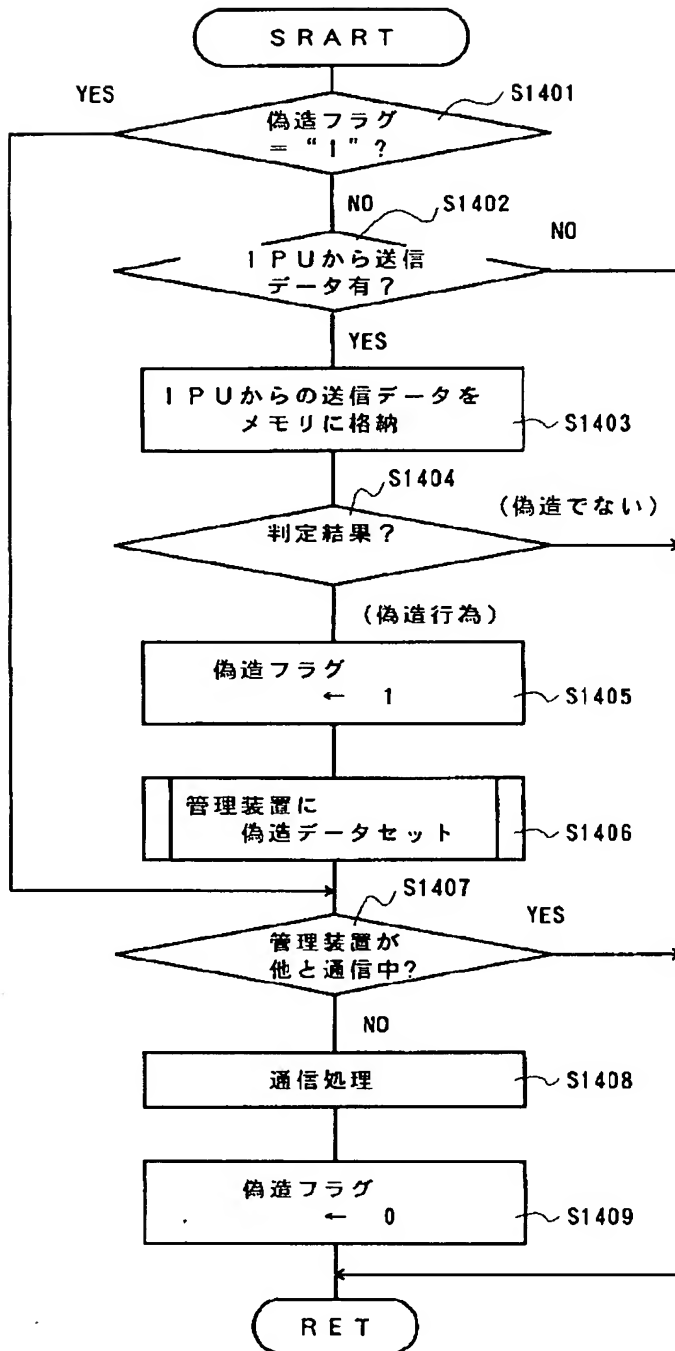 SRART
YES
S1401
偽造フラグ
= “1”?
NO
S1402
NO
IPUから送信
データ有?
YES
IPUからの送信データを
メモリに格納
S1403
S1404
(偽造でない)
判定結果?
(偽造行為)
偽造フラグ
← 1
S1405
管理装置に
偽造データセット
S1406
S1407
YES
管理装置が
他と通信中?
NO
通信処理
S1408
偽造フラグ
← 0
S1409
RET